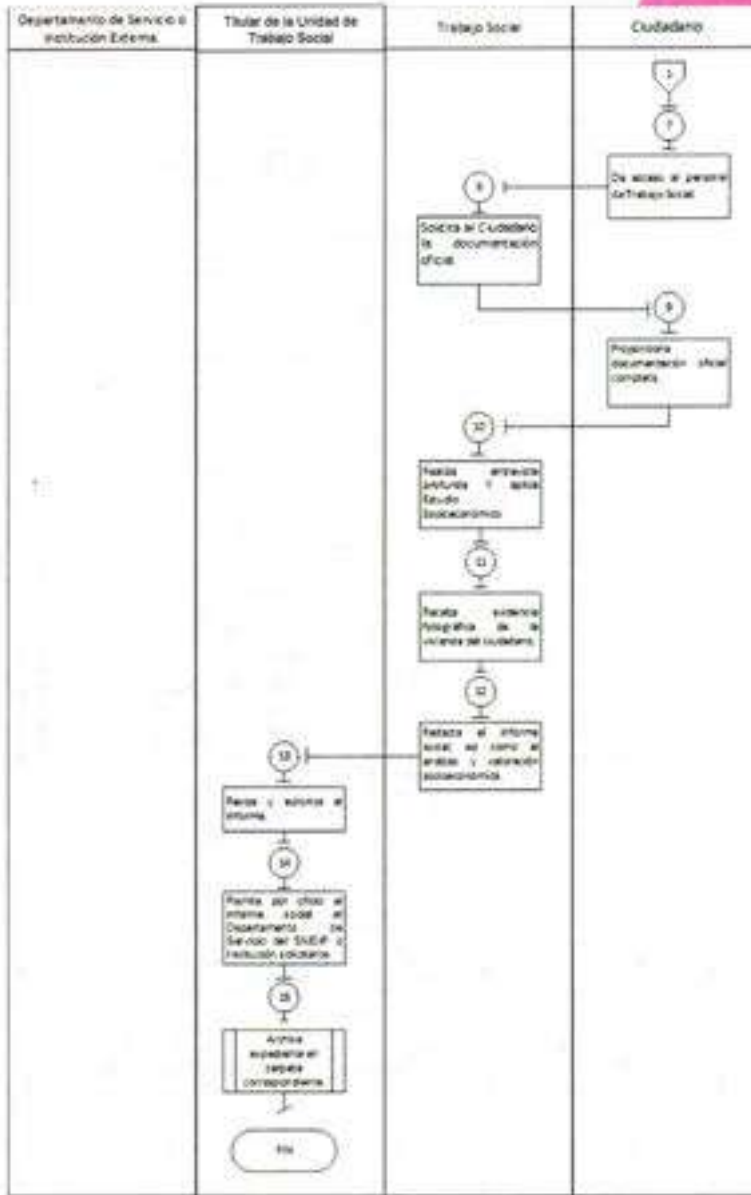 Departamento de Servicio o
Institución Externa
Titular de la Unidad de
Trabajo Social
Trabajo Social
Ciudadano
7
Da acceso al personal
de Trabajo Social
Solicita al Ciudadano
la documentación
oficial
9
Proporciona
documentación oficial
completa.
10
Realiza entrevista
profunda Y aplica
Estudio
Socioeconómico
11
Recaba evidencia
fotográfica de la
vivienda del ciudadano.
12
Redacta el informe
social, así como el
análisis y valoración
socioeconómica
13
Revisa y autoriza el
informe.
14
Remite por oficio el
informe social al
Departamento de
Servicio del SMDIF o
Institución solicitante
15
Archiva
expediente en
carpeta
correspondiente.
Fin